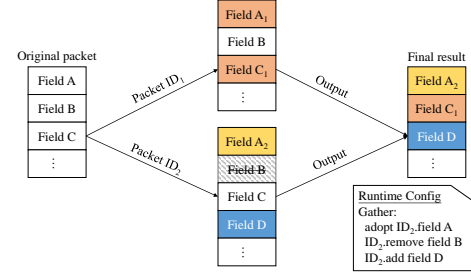 Original packet
Field A
Field B
Field C
⋮
Packet ID₁
Packet ID₂
Field A₁
Field B
Field C₁
⋮
Field A₂
Field B
Field C
Field D
⋮
Output
Output
Final result
Field A₂
Field C₁
Field D
⋮
Runtime Config
Gather:
adopt ID₂.field A
ID₂.remove field B
ID₂.add field D